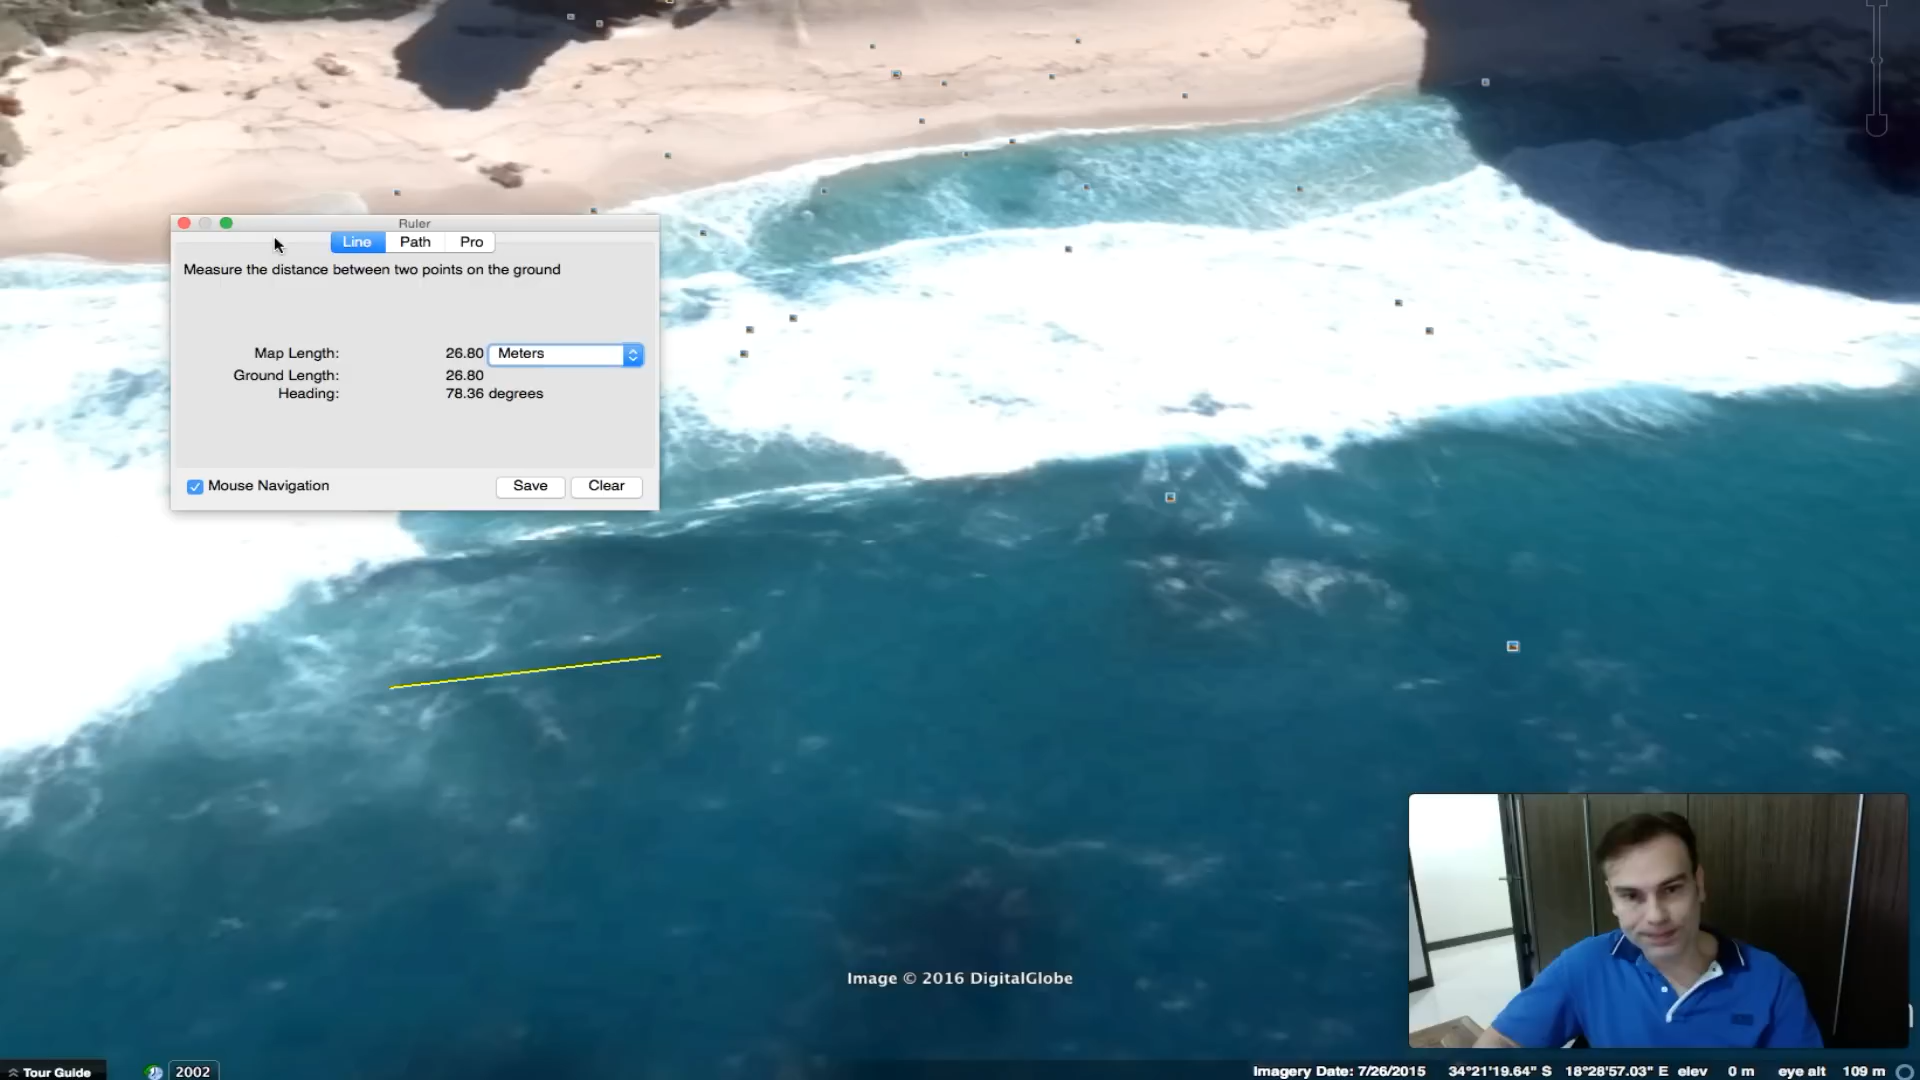 Ruler
Line Path Pro
Measure the distance between two points on the ground
Map Length: 26.80 Meters
Ground Length: 26.80
Heading: 78.36 degrees
Mouse Navigation Save Clear
Image © 2016 DigitalGlobe
Tour Guide 2002 Imagery Date: 7/26/2015 34°21'19.64" S 18°28'57.03" E elev 0 m eye alt 109 m